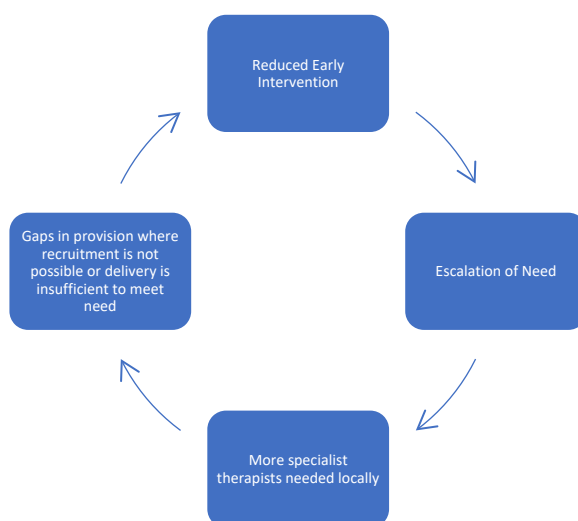 Reduced Early
Intervention
Escalation of Need
More specialist
therapists needed locally
Gaps in provision where
recruitment is not
possible or delivery is
insufficient to meet
need